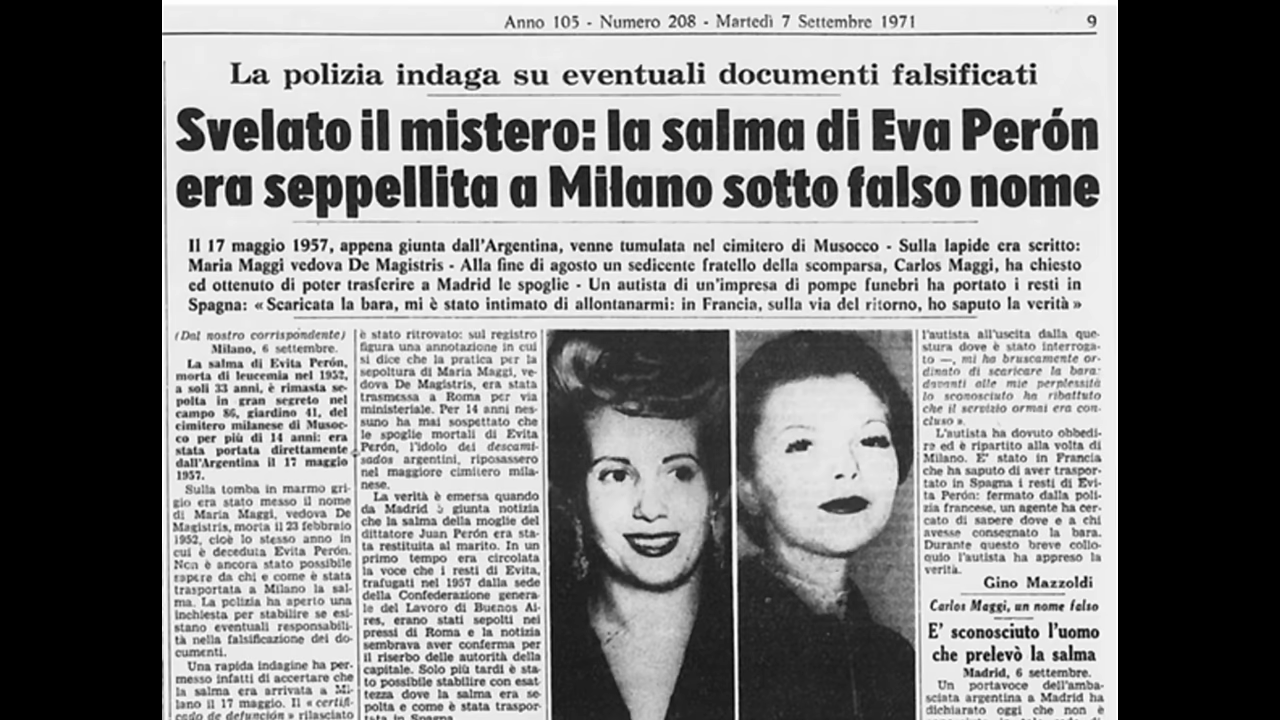 Anno 105 - Numero 208 - Martedì 7 Settembre 1971
9
La polizia indaga su eventuali documenti falsificati
Svelato il mistero: la salma di Eva Perón
era seppellita a Milano sotto falso nome
Il 17 maggio 1957, appena giunta dall'Argentina, venne tumulata nel cimitero di Musocco - Sulla lapide era scritto:
Maria Maggi vedova De Magistris - Alla fine di agosto un sedicente fratello della scomparsa, Carlos Maggi, ha chiesto
ed ottenuto di poter trasferire a Madrid le spoglie - Un autista di un'impresa di pompe funebri ha portato i resti in
Spagna: « Scaricata la bara, mi è stato intimato di allontanarmi: in Francia, sulla via del ritorno, ho saputo la verità »
(Dal nostro corrispondente)
Milano, 6 settembre.
La salma di Evita Perón,
morta di leucemia nel 1952,
a soli 33 anni, è rimasta se-
polta in gran segreto nel
campo 86, giardino 41, del
cimitero milanese di Musoc-
co per più di 14 anni: era
stata portata direttamente
dall'Argentina il 17 maggio
1957.
Sulla tomba in marmo gri-
gio era stato messo il nome
di Maria Maggi, vedova De
Magistris, morta il 23 febbraio
1952, cioè lo stesso anno in
cui è deceduta Evita Perón.
Non è ancora stato possibile
sapere da chi e come è stata
trasportata a Milano la sal-
ma. La polizia ha aperto una
inchiesta per stabilire se esi-
stano eventuali responsabili-
tà nella falsificazione dei do-
cumenti.
Una rapida indagine ha per-
messo infatti di accertare che
la salma era arrivata a Mi-
lano il 17 maggio. Il « certifi-
cado de defunción » rilasciato
è stato ritrovato: sul registro
figura una annotazione in cui
si dice che la pratica per la
sepoltura di Maria Maggi, ve-
dova De Magistris, era stata
trasmessa a Roma per via
ministeriale. Per 14 anni nes-
suno ha mai sospettato che
le spoglie mortali di Evita
Perón, l'idolo dei descami-
sados argentini, riposassero
nel maggiore cimitero mila-
nese.
La verità è emersa quando
da Madrid è giunta notizia
che la salma della moglie del
dittatore Juan Perón era sta-
ta restituita al marito. In un
primo tempo era circolata
la voce che i resti di Evita,
trafugati nel 1957 dalla sede
della Confederazione genera-
le del Lavoro di Buenos Ai-
res, erano stati sepolti nei
pressi di Roma e la notizia
sembrava aver conferma per
il riserbo delle autorità della
capitale. Solo più tardi è sta-
to possibile stabilire con esat-
tezza dove la salma era se-
polta e come è stata traspor-
tata in Spagna.
l'autista all'uscita dalla que-
stura dove è stato interroga-
to —, mi ha bruscamente or-
dinato di scaricare la bara:
davanti alle mie perplessità
lo sconosciuto ha ribattuto
che il servizio ormai era con-
cluso ».
L'autista ha dovuto obbedi-
re ed è ripartito alla volta di
Milano. E' stato in Francia
che ha saputo di aver traspor-
tato in Spagna i resti di Evi-
ta Perón: fermato dalla poli-
zia francese, un agente ha cer-
cato di sapere dove e a chi
avesse consegnato la bara.
Durante questo breve collo-
quio l'autista ha appreso la
verità.
Gino Mazzoldi
Carlos Maggi, un nome falso
E' sconosciuto l'uomo
che prelevò la salma
Madrid, 6 settembre.
Un portavoce dell'amba-
sciata argentina a Madrid ha
dichiarato oggi che non è